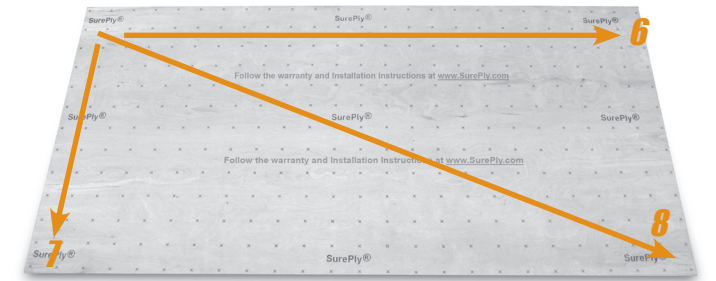 SurePly® SurePly® SurePly®
6
Follow the warranty and Installation instructions at www.SurePly.com
SurePly® SurePly® SurePly®
Follow the warranty and Installation Instructions at www.SurePly.com
8
7
SurePly® SurePly® SurePly®